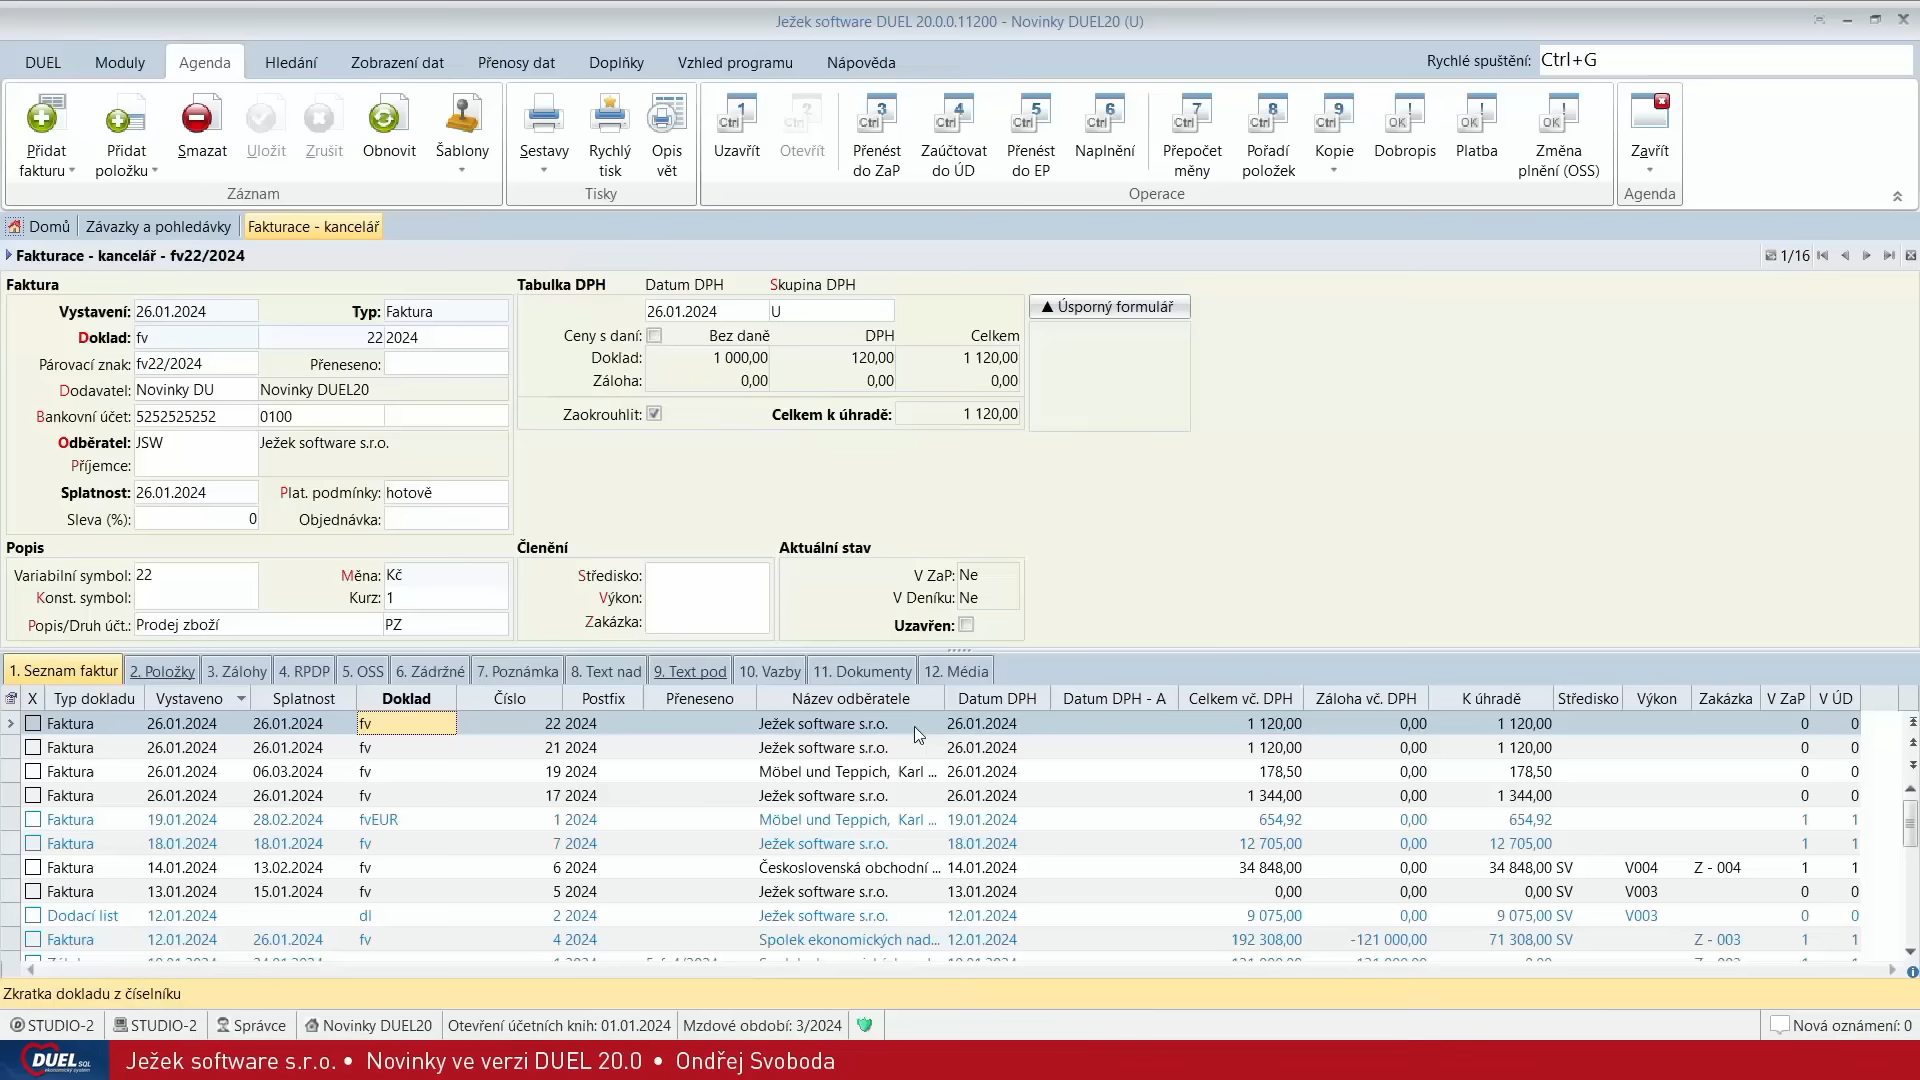 Ježek software DUEL 20.0.0.11200 - Novinky DUEL20 (U)
DUEL Moduly Agenda Hledání Zobrazení dat Přenosy dat Doplňky Vzhled programu Nápověda Rychlé spuštění: Ctrl+G
Přidat fakturu Přidat položku Smazat Uložit Zrušit Obnovit Šablony
Záznam
Sestavy Rychlý tisk Opis vět
Tisky
1 Ctrl 2 Ctrl 3 Ctrl 4 Ctrl 5 Ctrl 6 Ctrl 7 Ctrl 8 Ctrl 9 Ctrl ! OK ! OK ! OK
Uzavřít Otevřít Přenést do ZaP Zaúčtovat do ÚD Přenést do EP Naplnění Přepočet měny Pořadí položek Kopie Dobropis Platba Změna plnění (OSS)
Operace
Zavřít
Agenda
Domů Závazky a pohledávky Fakturace - kancelář
Fakturace - kancelář - fv22/2024 1/16
Faktura
Vystavení: 26.01.2024 Typ: Faktura
Doklad: fv 22 2024
Párovací znak: fv22/2024 Přeneseno:
Dodavatel: Novinky DU Novinky DUEL20
Bankovní účet: 5252525252 0100
Odběratel: JSW Ježek software s.r.o.
Příjemce:
Splatnost: 26.01.2024 Plat. podmínky: hotově
Sleva (%): 0 Objednávka:
Tabulka DPH Datum DPH Skupina DPH
26.01.2024 U
Ceny s daní: Bez daně DPH Celkem
Doklad: 1 000,00 120,00 1 120,00
Záloha: 0,00 0,00 0,00
Zaokrouhlit: Celkem k úhradě: 1 120,00
▲ Úsporný formulář
Popis
Variabilní symbol: 22 Měna: Kč
Konst. symbol: Kurz: 1
Popis/Druh účt.: Prodej zboží PZ
Členění
Středisko:
Výkon:
Zakázka:
Aktuální stav
V ZaP: Ne
V Deníku: Ne
Uzavřen:
1. Seznam faktur 2. Položky 3. Zálohy 4. RPDP 5. OSS 6. Zádržné 7. Poznámka 8. Text nad 9. Text pod 10. Vazby 11. Dokumenty 12. Média
X Typ dokladu Vystaveno Splatnost Doklad Číslo Postfix Přeneseno Název odběratele Datum DPH Datum DPH - A Celkem vč. DPH Záloha vč. DPH K úhradě Středisko Výkon Zakázka V ZaP V ÚD
Faktura 26.01.2024 26.01.2024 fv 22 2024 Ježek software s.r.o. 26.01.2024 1 120,00 0,00 1 120,00 0 0
Faktura 26.01.2024 26.01.2024 fv 21 2024 Ježek software s.r.o. 26.01.2024 1 120,00 0,00 1 120,00 0 0
Faktura 26.01.2024 06.03.2024 fv 19 2024 Möbel und Teppich, Karl ... 26.01.2024 178,50 0,00 178,50 0 0
Faktura 26.01.2024 26.01.2024 fv 17 2024 Ježek software s.r.o. 26.01.2024 1 344,00 0,00 1 344,00 0 0
Faktura 19.01.2024 28.02.2024 fvEUR 1 2024 Möbel und Teppich, Karl ... 19.01.2024 654,92 0,00 654,92 1 1
Faktura 18.01.2024 18.01.2024 fv 7 2024 Ježek software s.r.o. 18.01.2024 12 705,00 0,00 12 705,00 1 1
Faktura 14.01.2024 13.02.2024 fv 6 2024 Československá obchodní ... 14.01.2024 34 848,00 0,00 34 848,00 SV V004 Z - 004 1 1
Faktura 13.01.2024 15.01.2024 fv 5 2024 Ježek software s.r.o. 13.01.2024 0,00 0,00 0,00 SV V003 0 0
Dodací list 12.01.2024 dl 2 2024 Ježek software s.r.o. 12.01.2024 9 075,00 0,00 9 075,00 SV V003 0 0
Faktura 12.01.2024 26.01.2024 fv 4 2024 Spolek ekonomických nad... 12.01.2024 192 308,00 -121 000,00 71 308,00 SV Z - 003 1 1
Zkratka dokladu z číselníku
STUDIO-2 STUDIO-2 Správce Novinky DUEL20 Otevření účetních knih: 01.01.2024 Mzdové období: 3/2024 Nová oznámení: 0
DUEL SQL Ježek software s.r.o. • Novinky ve verzi DUEL 20.0 • Ondřej Svoboda